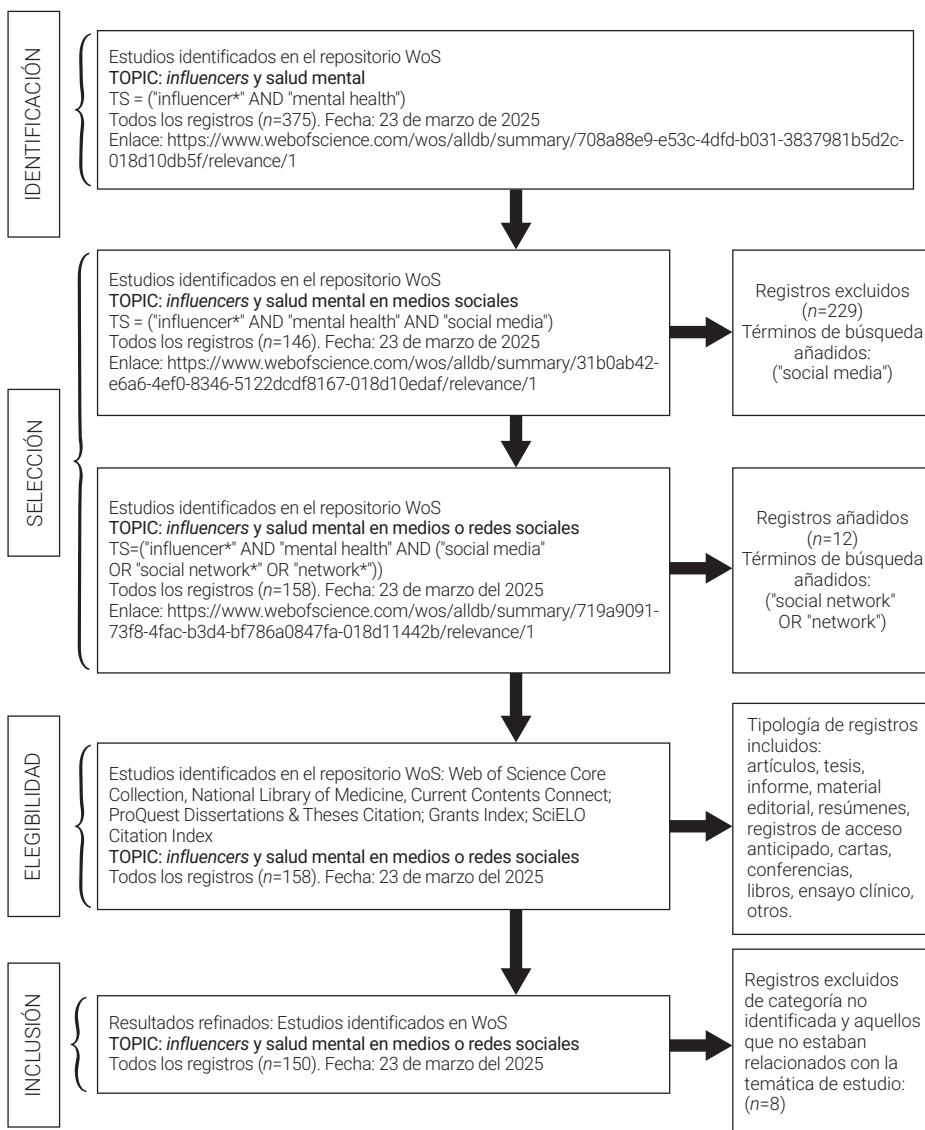 IDENTIFICACIÓN
Estudios identificados en el repositorio WoS
TOPIC: influencers y salud mental
TS = ("influencer*" AND "mental health")
Todos los registros (n=375). Fecha: 23 de marzo de 2025
Enlace: https://www.webofscience.com/wos/alldb/summary/708a88e9-e53c-4dfd-b031-3837981b5d2c-
018d10db5f/relevance/1
SELECCIÓN
Estudios identificados en el repositorio WoS
TOPIC: influencers y salud mental en medios sociales
TS = ("influencer*" AND "mental health" AND "social media")
Todos los registros (n=146). Fecha: 23 de marzo de 2025
Enlace: https://www.webofscience.com/wos/alldb/summary/31b0ab42-
e6a6-4ef0-8346-5122dcdf8167-018d10edaf/relevance/1
Registros excluidos
(n=229)
Términos de búsqueda
añadidos:
("social media")
Estudios identificados en el repositorio WoS
TOPIC: influencers y salud mental en medios o redes sociales
TS=("influencer*" AND "mental health" AND ("social media"
OR "social network*" OR "network*"))
Todos los registros (n=158). Fecha: 23 de marzo del 2025
Enlace: https://www.webofscience.com/wos/alldb/summary/719a9091-
73f8-4fac-b3d4-bf786a0847fa-018d11442b/relevance/1
Registros añadidos
(n=12)
Términos de búsqueda
añadidos:
("social network"
OR "network")
ELEGIBILIDAD
Estudios identificados en el repositorio WoS: Web of Science Core
Collection, National Library of Medicine, Current Contents Connect;
ProQuest Dissertations & Theses Citation; Grants Index; SciELO
Citation Index
TOPIC: influencers y salud mental en medios o redes sociales
Todos los registros (n=158). Fecha: 23 de marzo del 2025
Tipología de registros
incluidos:
artículos, tesis,
informe, material
editorial, resúmenes,
registros de acceso
anticipado, cartas,
conferencias,
libros, ensayo clínico,
otros.
INCLUSIÓN
Resultados refinados: Estudios identificados en WoS
TOPIC: influencers y salud mental en medios o redes sociales
Todos los registros (n=150). Fecha: 23 de marzo del 2025
Registros excluidos
de categoría no
identificada y aquellos
que no estaban
relacionados con la
temática de estudio:
(n=8)